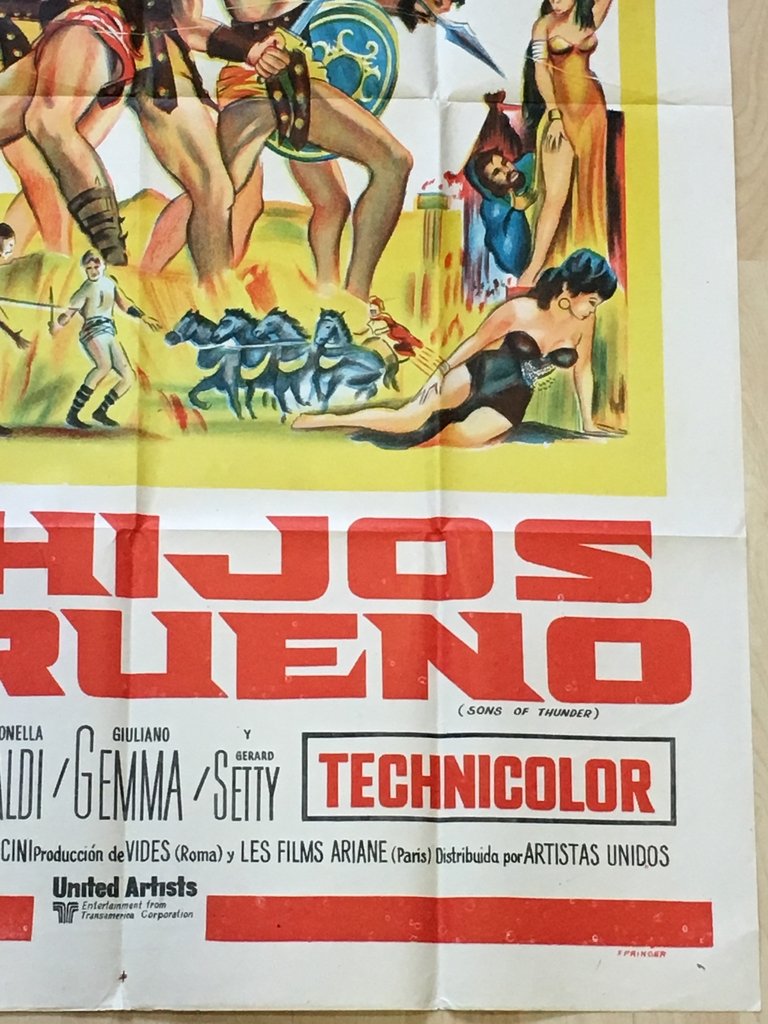 HIJOS
RUENO
(SONS OF THUNDER)
ONELLA GIULIANO Y GERARD
ALDI / GEMMA / SETTY
TECHNICOLOR
CINI Producción de VIDES (Roma) y LES FILMS ARIANE (Paris) Distribuida por ARTISTAS UNIDOS
United Artists
Entertainment from
Transamerica Corporation